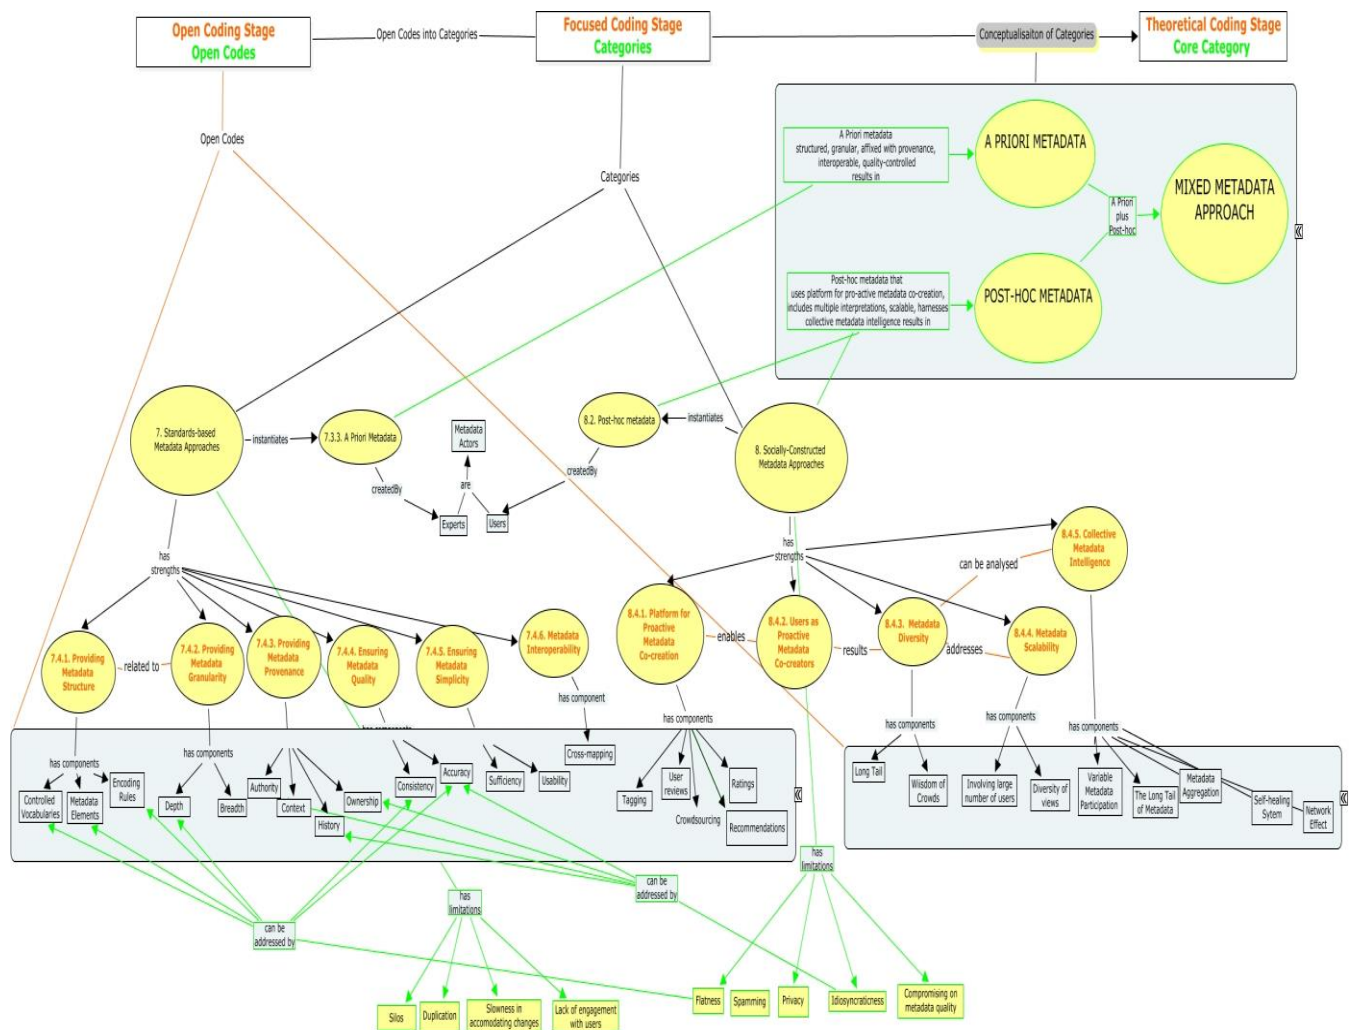 Open Coding Stage
Open Codes
Open Codes into Categories
Focused Coding Stage
Categories
Conceptualisaiton of Categories
Theoretical Coding Stage
Core Category
Open Codes
Categories
A Priori metadata
structured, granular, affixed with provenance,
interoperable, quality-controlled
results in
A PRIORI METADATA
MIXED METADATA
APPROACH
A Priori
plus
Post-hoc
Post-hoc metadata that
uses platform for pro-active metadata co-creation,
includes multiple interpretations, scalable, harnesses
collective metadata intelligence results in
POST-HOC METADATA
7. Standards-based
Metadata Approaches
instantiates
7.3.3. A Priori Metadata
Metadata
Actors
8.2. Post-hoc metadata
instantiates
8. Socially-Constructed
Metadata Approaches
createdBy
are
createdBy
Experts
Users
has
strengths
has
strengths
8.4.5. Collective
Metadata
Intelligence
can be analysed
7.4.1. Providing
Metadata
Structure
related to
7.4.2. Providing
Metadata
Granularity
7.4.3. Providing
Metadata
Provenance
7.4.4. Ensuring
Metadata
Quality
7.4.5. Ensuring
Metadata
Simplicity
7.4.6. Metadata
Interoperability
8.4.1. Platform for
Proactive
Metadata
Co-creation
enables
8.4.2. Users as
Proactive
Metadata
Co-creators
results
8.4.3. Metadata
Diversity
addresses
8.4.4. Metadata
Scalability
has components
has components
has components
has component
has components
has components
has components
has components
Controlled
Vocabularies
Metadata
Elements
Encoding
Rules
Depth
Breadth
Authority
Context
History
Ownership
Consistency
Accuracy
Sufficiency
Usability
Cross-mapping
Tagging
User
reviews
Crowdsourcing
Ratings
Recommendations
Long Tail
Wisdom of
Crowds
Involving large
number of users
Diversity of
views
Variable
Metadata
Participation
The Long Tail
of Metadata
Metadata
Aggregation
Self-healing
Sytem
Network
Effect
has
limitations
can be
addressed by
has
limitations
can be
addressed by
Silos
Duplication
Slowness in
accomodating changes
Lack of engagement
with users
Flatness
Spamming
Privacy
Idiosyncraticness
Compromising on
metadata quality